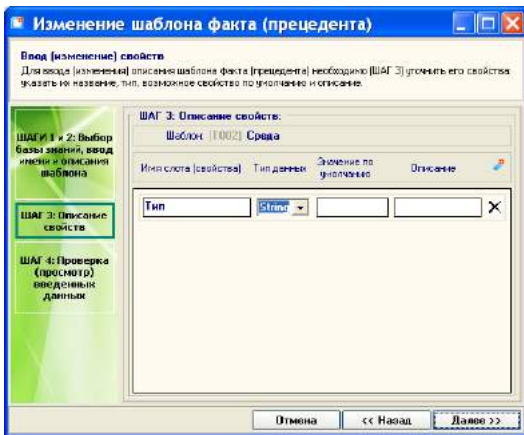 Изменение шаблона факта (прецедента)
Ввод (изменение) свойств
Для ввода (изменения) описания шаблона факта (прецедента) необходимо (ШАГ 3) уточнить его свойства:
указать их название, тип, возможное свойство по умолчанию и описание.
ШАГИ 1 и 2: Выбор
базы знаний, ввод
имени и описания
шаблона
ШАГ 3: Описание
свойств
ШАГ 4: Проверка
(просмотр)
введенных
данных
ШАГ 3: Описание свойств:
Шаблон: [T002] Среда
Имя слота (свойства) Тип данных Значение по умолчанию Описание
Тип String
Отмена << Назад Далее >>